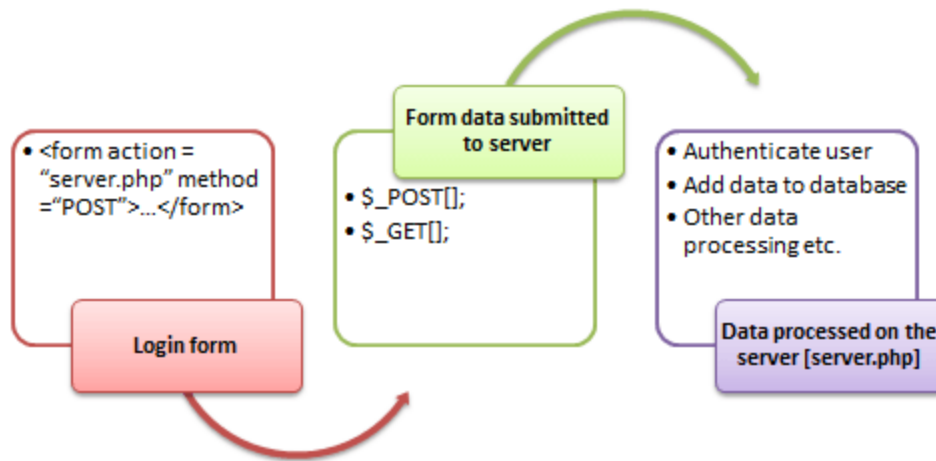 • <form action =
“server.php” method
=“POST”>...</form>
Login form
Form data submitted
to server
• $_POST[];
• $_GET[];
• Authenticate user
• Add data to database
• Other data
processing etc.
Data processed on the
server [server.php]